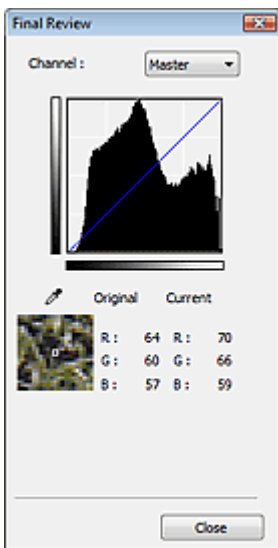 Final Review
Channel : Master
Original Current
R : 64 R : 70
G : 60 G : 66
B : 57 B : 59
Close